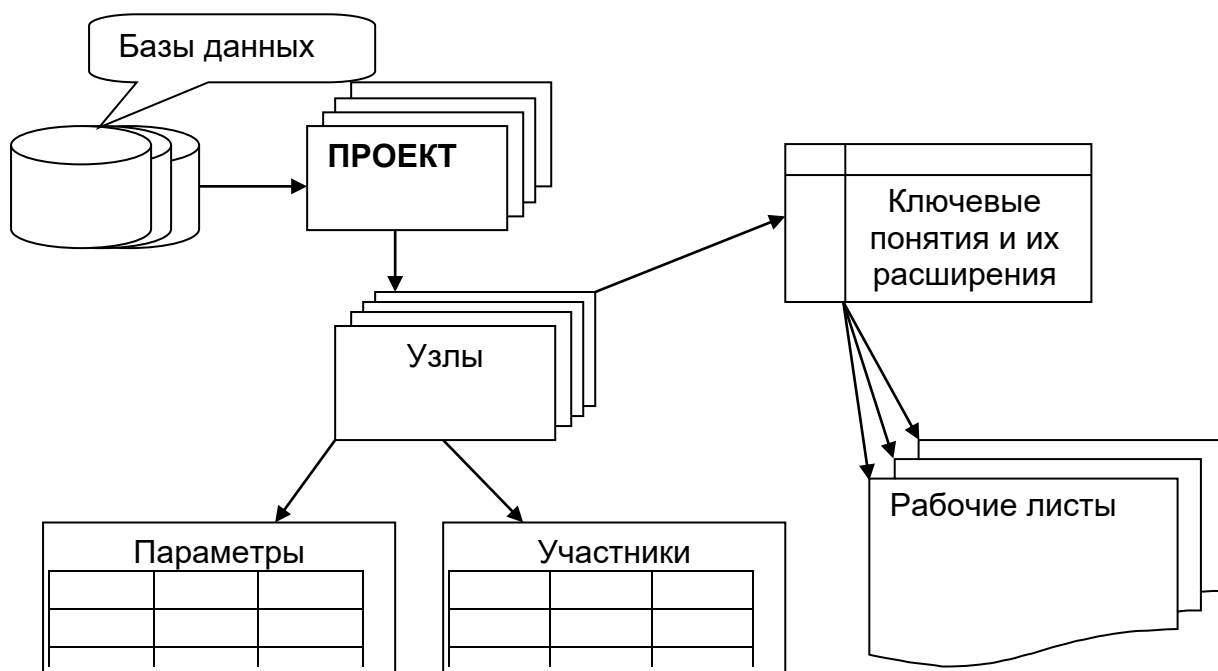 Базы данных
ПРОЕКТ
Ключевые
понятия и их
расширения
Узлы
Рабочие листы
Параметры
Участники